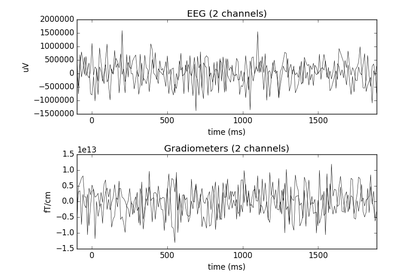 EEG (2 channels)
2000000
1500000
1000000
500000
0
−500000
−1000000
−1500000
uV
0 500 1000 1500
time (ms)
Gradiometers (2 channels)
1e13
1.5
1.0
0.5
0.0
−0.5
−1.0
−1.5
fT/cm
0 500 1000 1500
time (ms)